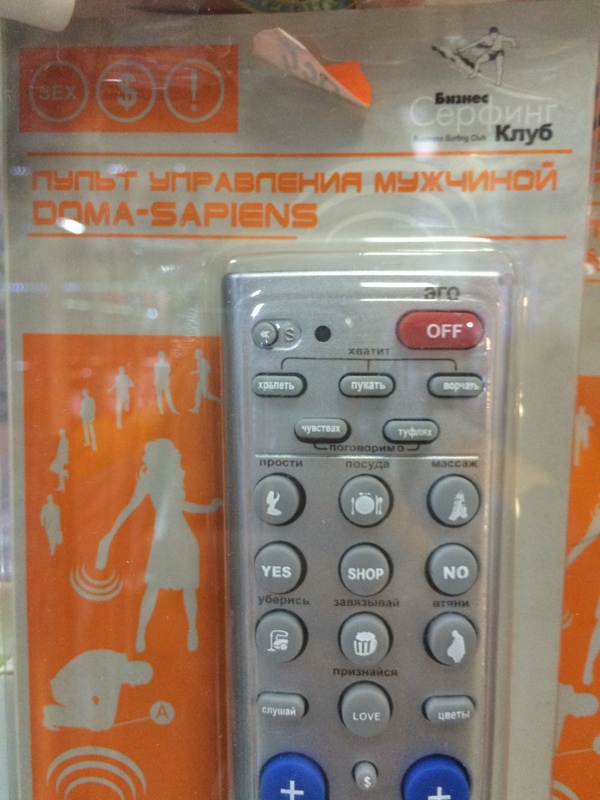 ЗЕХ $ !
Бизнес
Серфинг
Клуб
ПУЛЬТ УПРАВЛЕНИЯ МУЖЧИНОЙ
DOMA-SAPIENS
эго
S OFF
хватит
храпеть пукать ворчать
чувствах туфлях
поговорим о
прости посуда массаж
YES SHOP NO
уберись завязывай втяни
признайся
слушай LOVE цветы
A
+ $ +